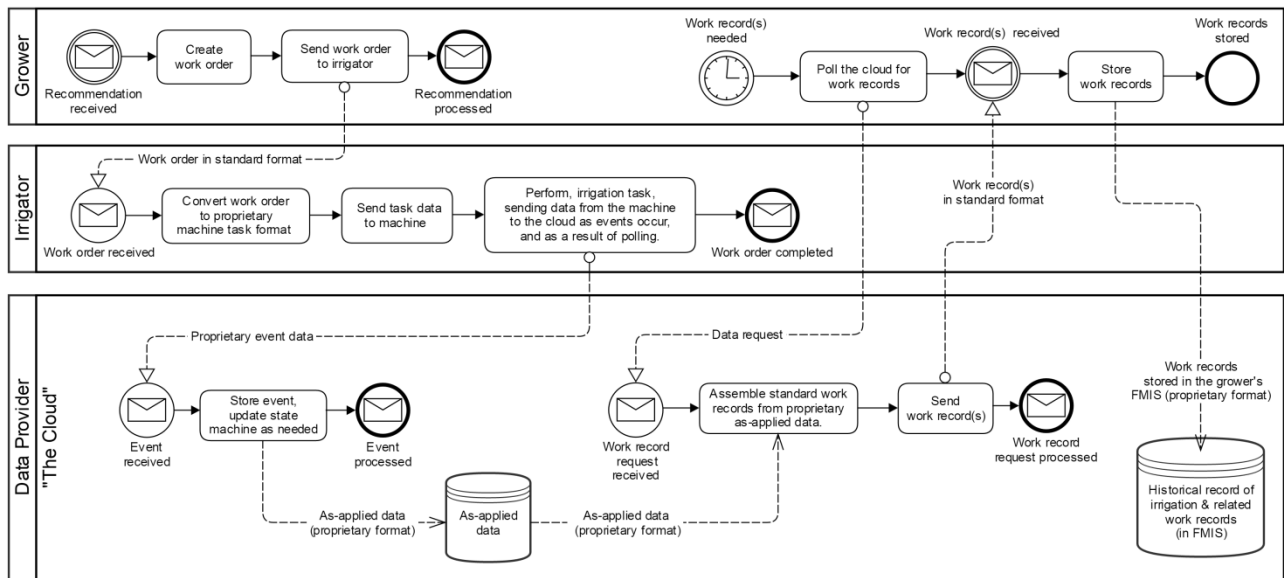 Grower
Recommendation
received
Create
work order
Send work order
to irrigator
Recommendation
processed
Work record(s)
needed
Poll the cloud for
work records
Work record(s) received
Store
work records
Work records
stored
Irrigator
Work order in standard format
Work order received
Convert work order
to proprietary
machine task format
Send task data
to machine
Perform, irrigation task,
sending data from the machine
to the cloud as events occur,
and as a result of polling.
Work order completed
Work record(s)
in standard format
Data Provider
"The Cloud"
Proprietary event data
Event
received
Store event,
update state
machine as needed
Event
processed
As-applied data
(proprietary format)
As-applied
data
As-applied data
(proprietary format)
Data request
Work record
request
received
Assemble standard work
records from proprietary
as-applied data.
Send
work record(s)
Work record
request processed
Work records
stored in the grower's
FMIS (proprietary format)
Historical record of
irrigation & related
work records
(in FMIS)